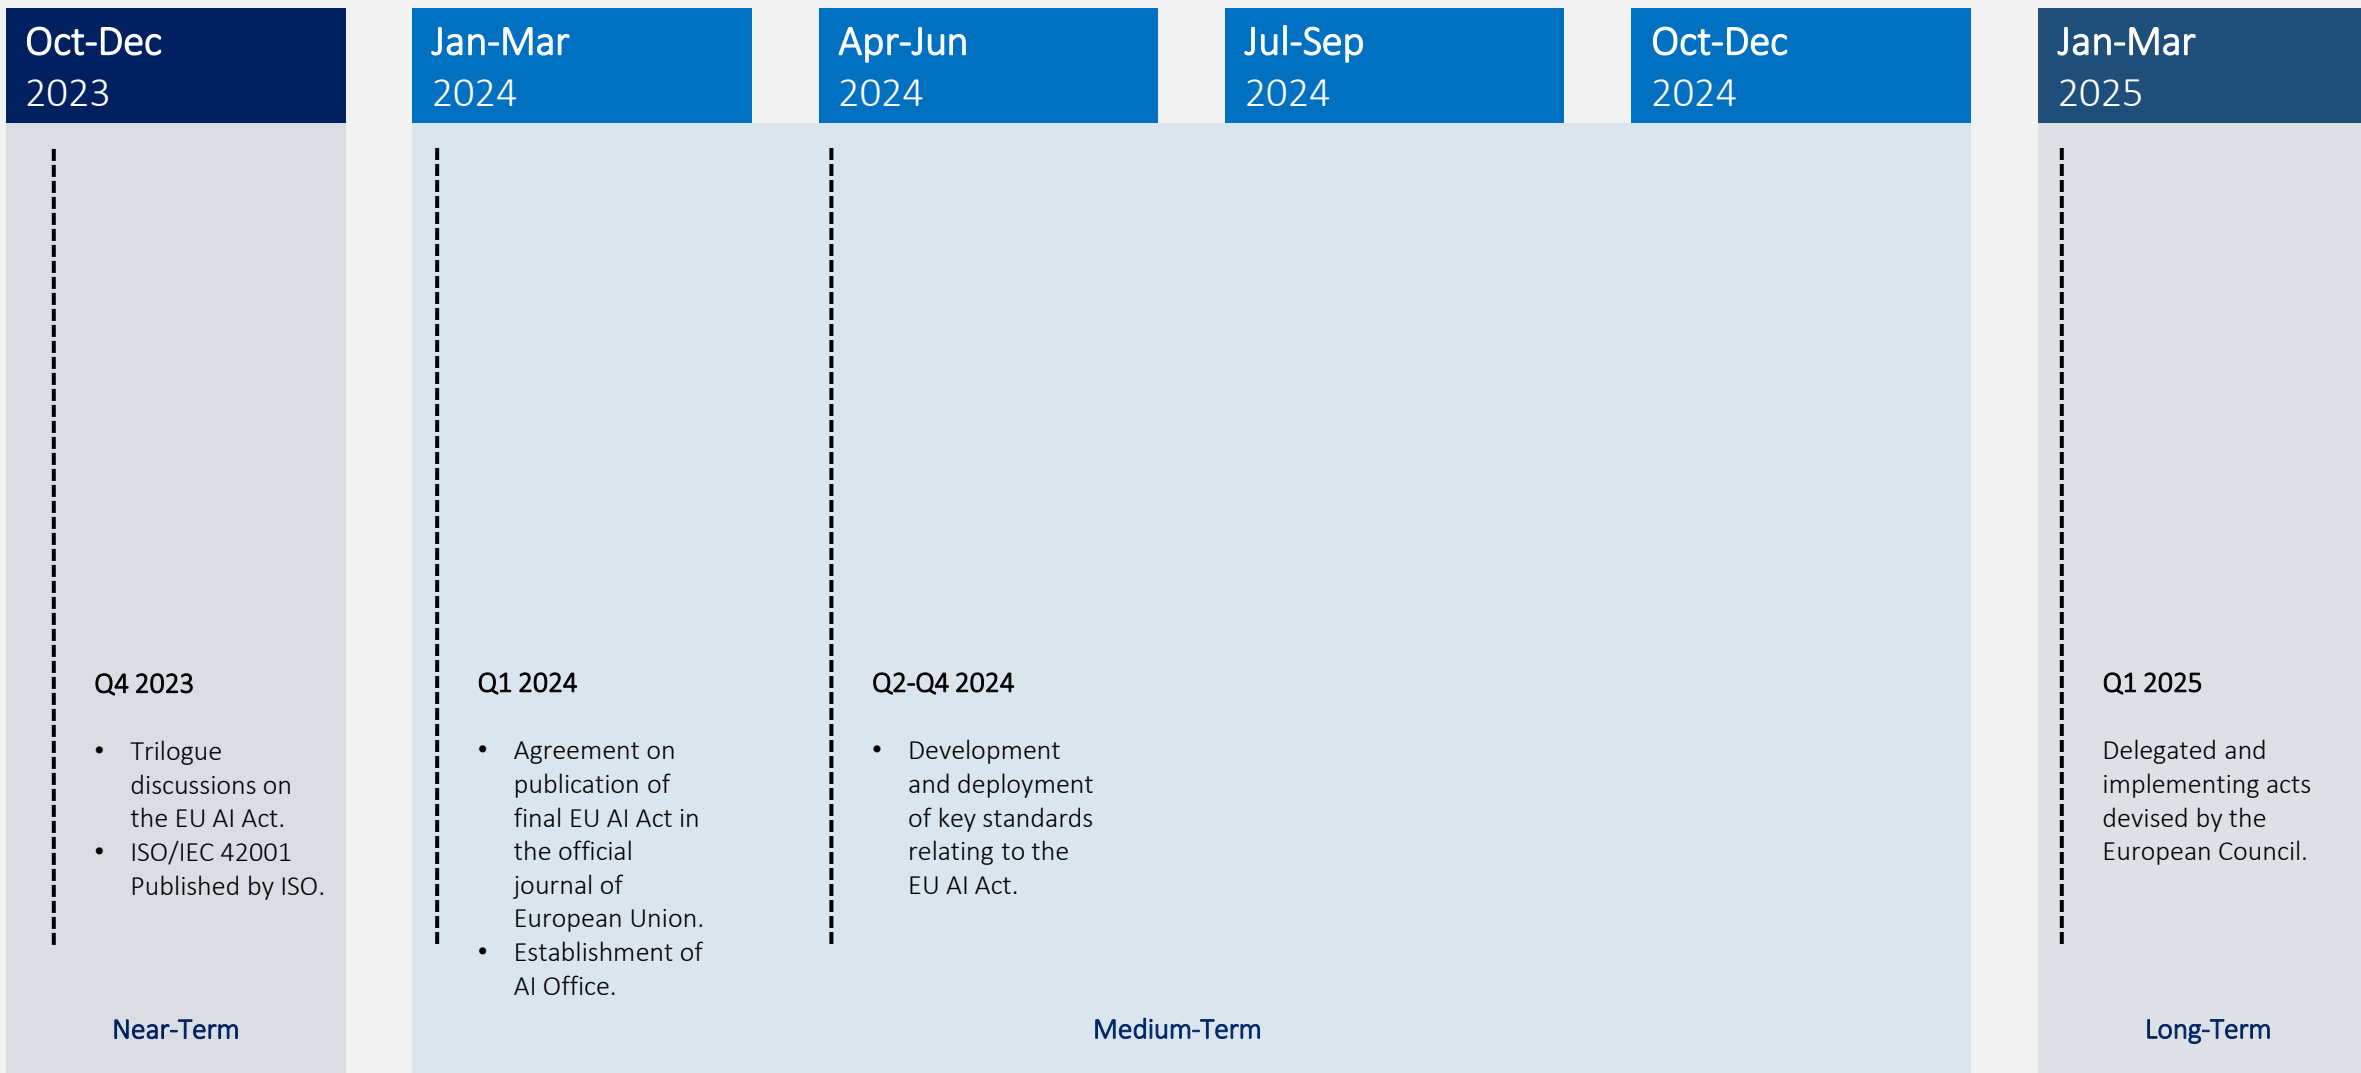 Oct-Dec
2023
Jan-Mar
2024
Apr-Jun
2024
Jul-Sep
2024
Oct-Dec
2024
Jan-Mar
2025
Q4 2023
• Trilogue
discussions on
the EU AI Act.
• ISO/IEC 42001
Published by ISO.
Q1 2024
• Agreement on
publication of
final EU AI Act in
the official
journal of
European Union.
• Establishment of
AI Office.
Q2-Q4 2024
• Development
and deployment
of key standards
relating to the
EU AI Act.
Q1 2025
Delegated and
implementing acts
devised by the
European Council.
Near-Term
Medium-Term
Long-Term